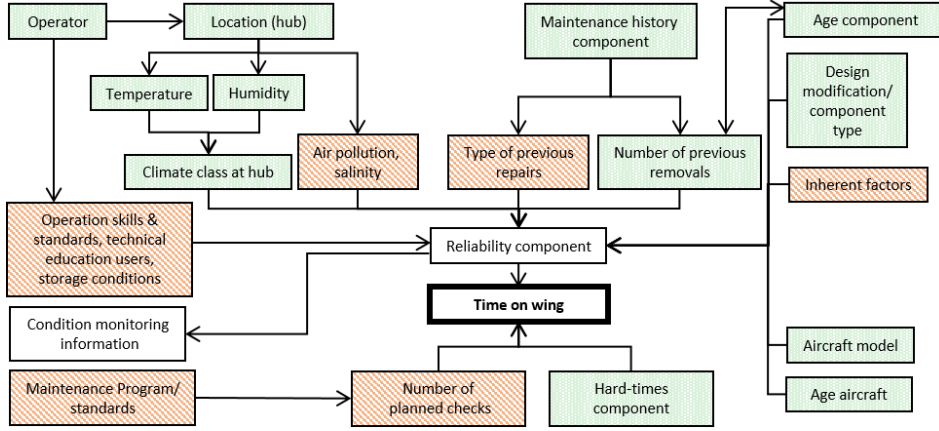 Operator
Location (hub)
Maintenance history
component
Age component
Temperature
Humidity
Design
modification/
component
type
Climate class at hub
Air pollution,
salinity
Type of previous
repairs
Number of previous
removals
Inherent factors
Operation skills &
standards, technical
education users,
storage conditions
Reliability component
Time on wing
Condition monitoring
information
Aircraft model
Maintenance Program/
standards
Number of
planned checks
Hard-times
component
Age aircraft